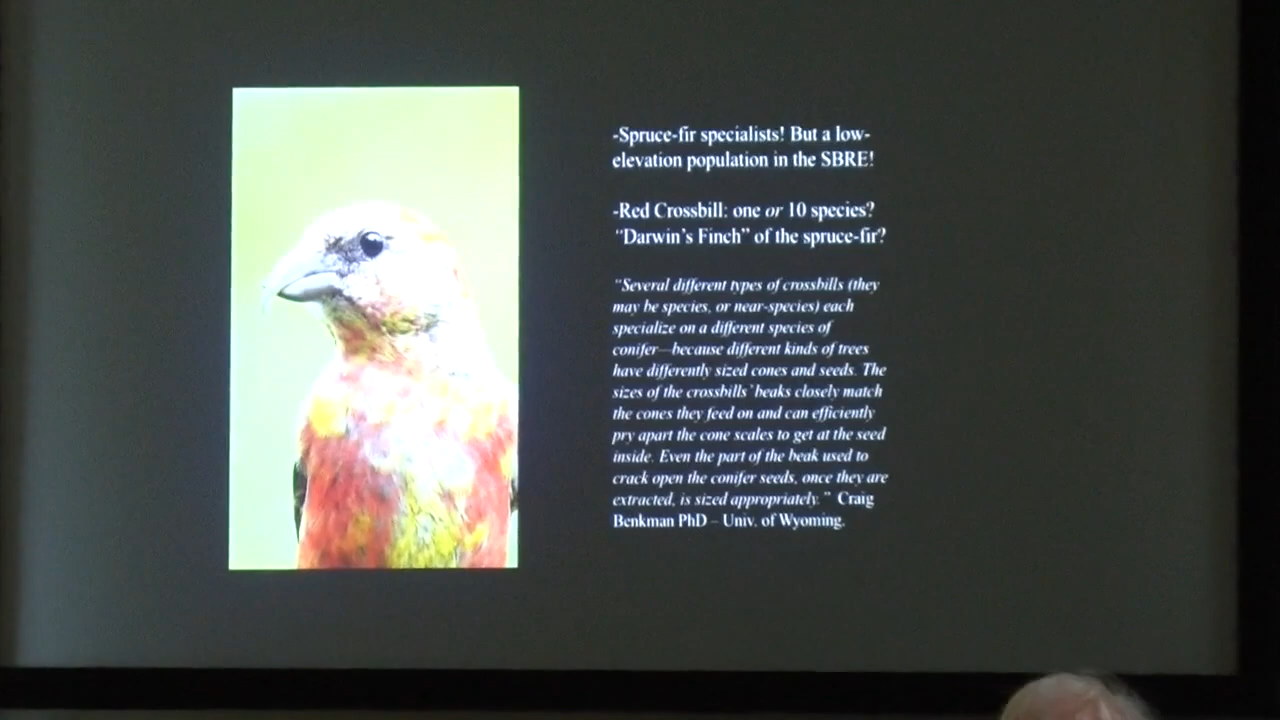 -Spruce-fir specialists! But a low-
elevation population in the SBRE!
-Red Crossbill: one or 10 species?
"Darwin's Finch" of the spruce-fir?
"Several different types of crossbills (they
may be species, or near-species) each
specialize on a different species of
conifer—because different kinds of trees
have differently sized cones and seeds. The
sizes of the crossbills' beaks closely match
the cones they feed on and can efficiently
pry apart the cone scales to get at the seed
inside. Even the part of the beak used to
crack open the conifer seeds, once they are
extracted, is sized appropriately." Craig
Benkman PhD – Univ. of Wyoming.